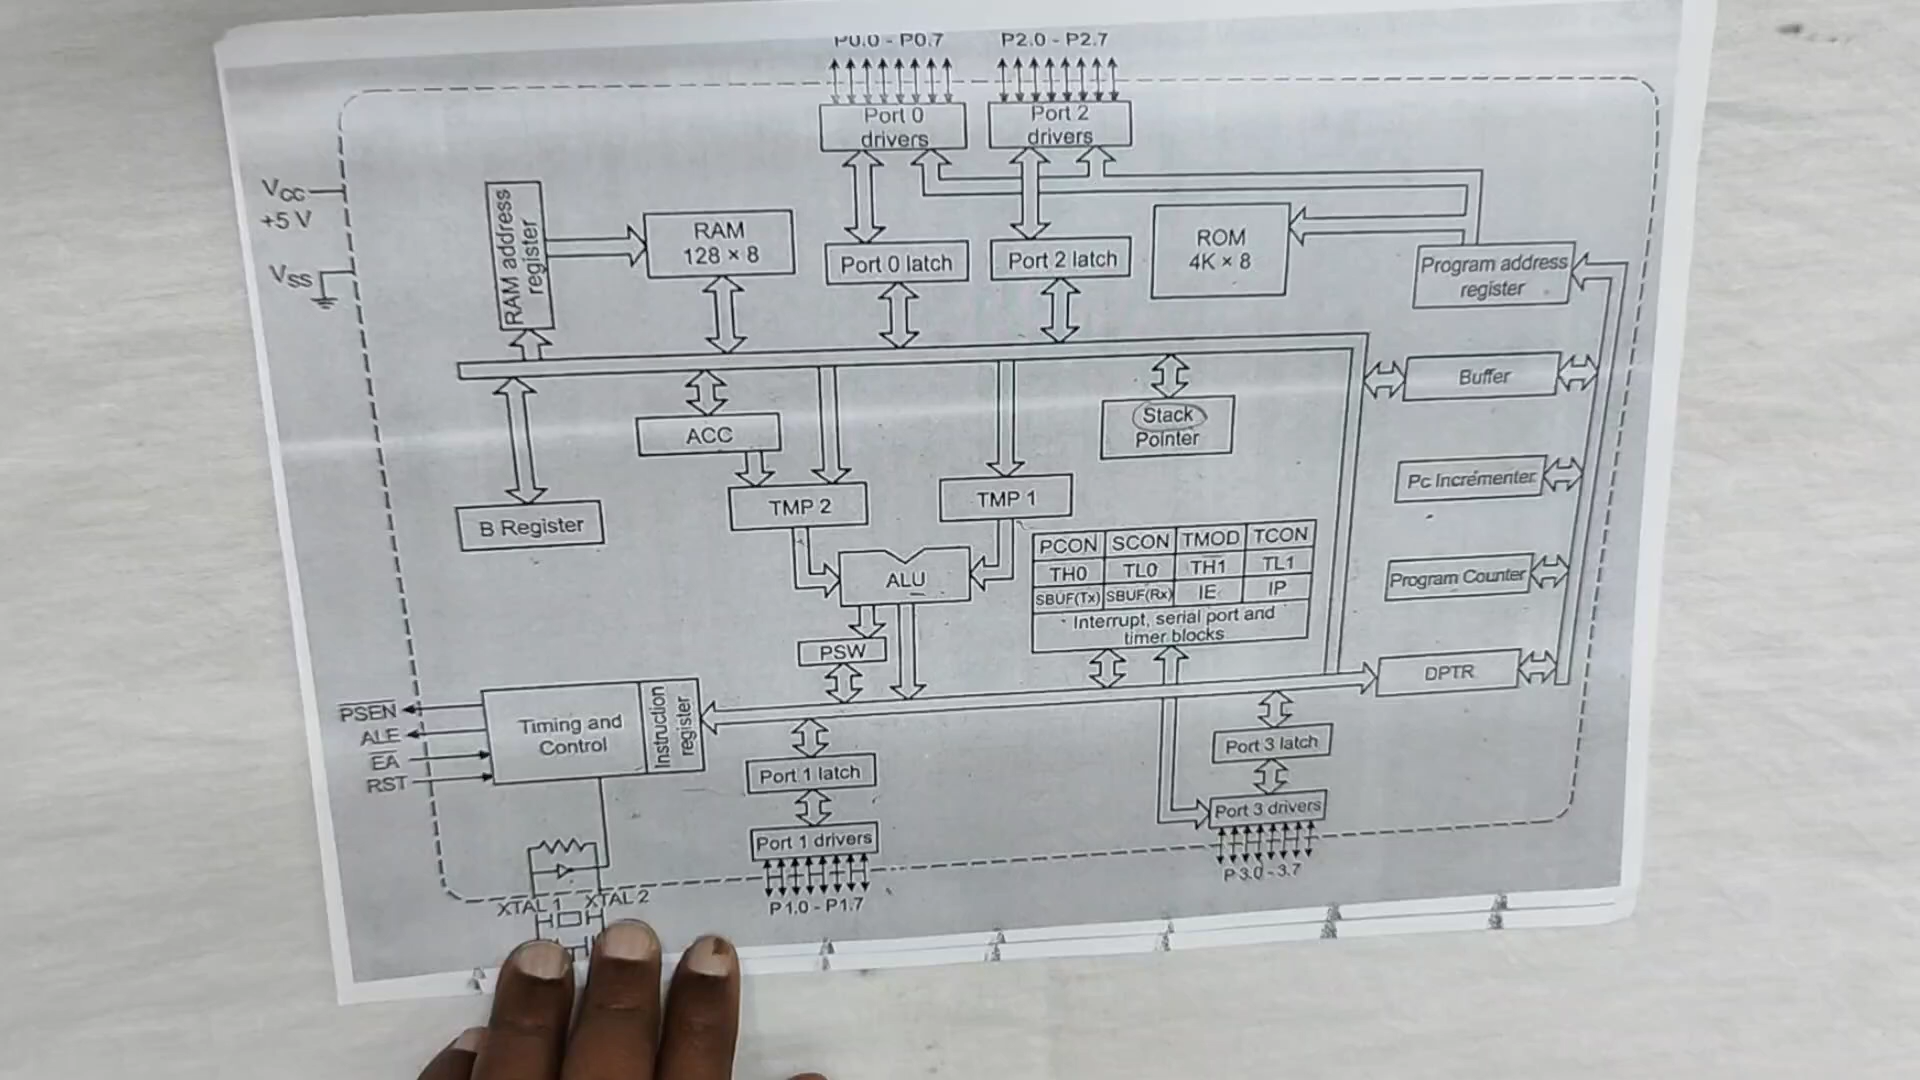 P0.0 - P0.7
P2.0 - P2.7
Port 0
drivers
Port 2
drivers
VCC
+5 V
VSS
RAM address
register
RAM
128 × 8
Port 0 latch
Port 2 latch
ROM
4K × 8
Program address
register
Buffer
ACC
Stack
Pointer
B Register
TMP 2
TMP 1
Pc Incrementer
ALU
PCON SCON TMOD TCON
TH0 TL0 TH1 TL1
SBUF(Tx) SBUF(Rx) IE IP
Interrupt, serial port and
timer blocks
Program Counter
PSW
DPTR
P̅S̅E̅N̅
ALE
E̅A̅
RST
Timing and
Control
Instruction
register
Port 1 latch
Port 3 latch
Port 1 drivers
Port 3 drivers
XTAL 1 XTAL 2
P1.0 - P1.7
P3.0 - 3.7